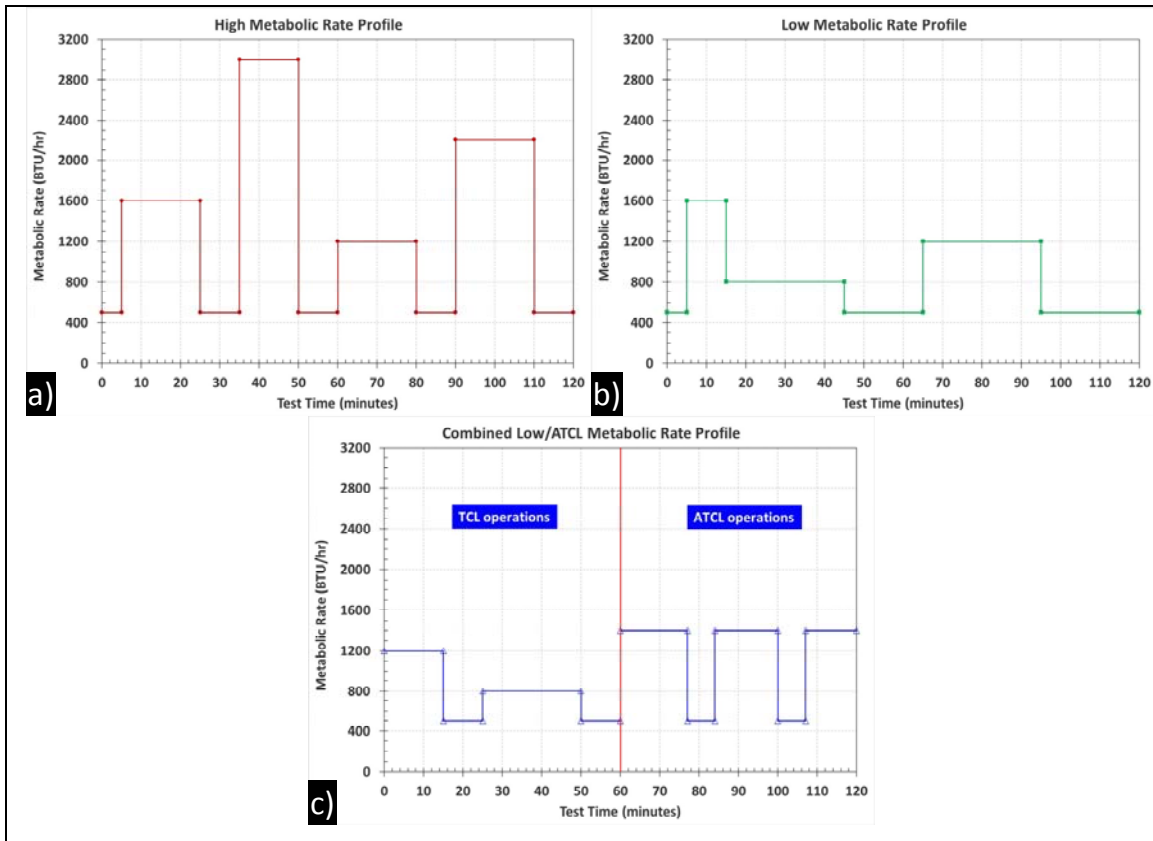 High Metabolic Rate Profile
3200
2800
2400
2000
1600
1200
800
400
0
Metabolic Rate (BTU/hr)
0 10 20 30 40 50 60 70 80 90 100 110 120
Test Time (minutes)
a)
Low Metabolic Rate Profile
3200
2800
2400
2000
1600
1200
800
400
0
Metabolic Rate (BTU/hr)
0 10 20 30 40 50 60 70 80 90 100 110 120
Test Time (minutes)
b)
Combined Low/ATCL Metabolic Rate Profile
3200
2800
2400
2000
1600
1200
800
400
0
Metabolic Rate (BTU/hr)
TCL operations
ATCL operations
0 10 20 30 40 50 60 70 80 90 100 110 120
Test Time (minutes)
c)